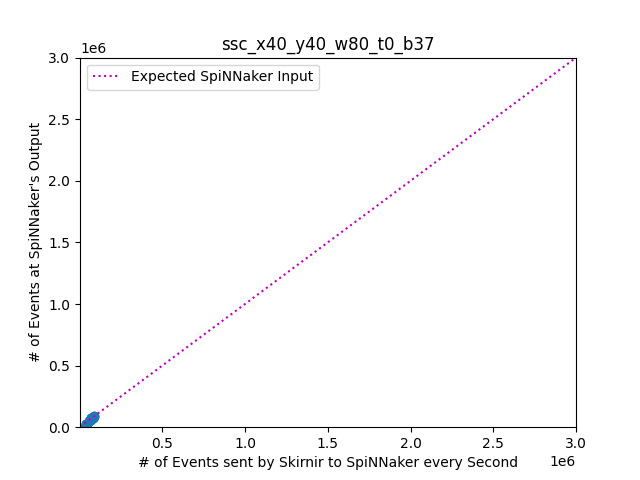 ssc_x40_y40_w80_t0_b37
1e6
Expected SpiNNaker Input
3.0
2.5
2.0
1.5
1.0
0.5
0.0
# of Events at SpiNNaker's Output
0.5 1.0 1.5 2.0 2.5 3.0
# of Events sent by Skirnir to SpiNNaker every Second
1e6